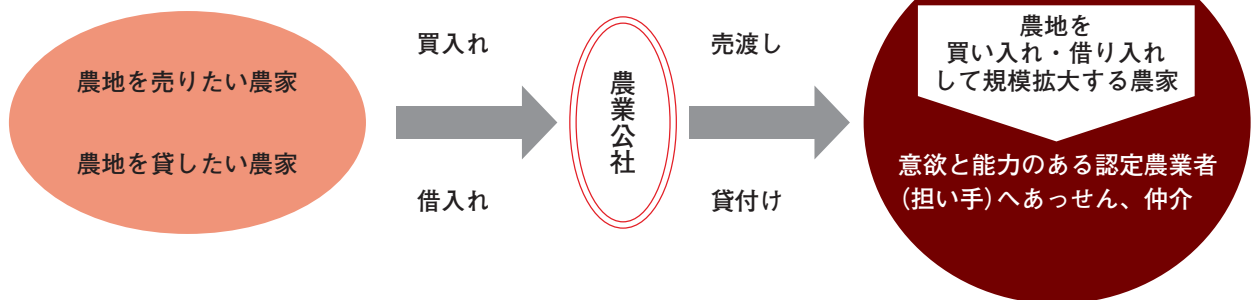 農地を売りたい農家
農地を貸したい農家
買入れ
借入れ
農業公社
売渡し
貸付け
農地を
買い入れ・借り入れ
して規模拡大する農家
意欲と能力のある認定農業者
(担い手)へあっせん、仲介